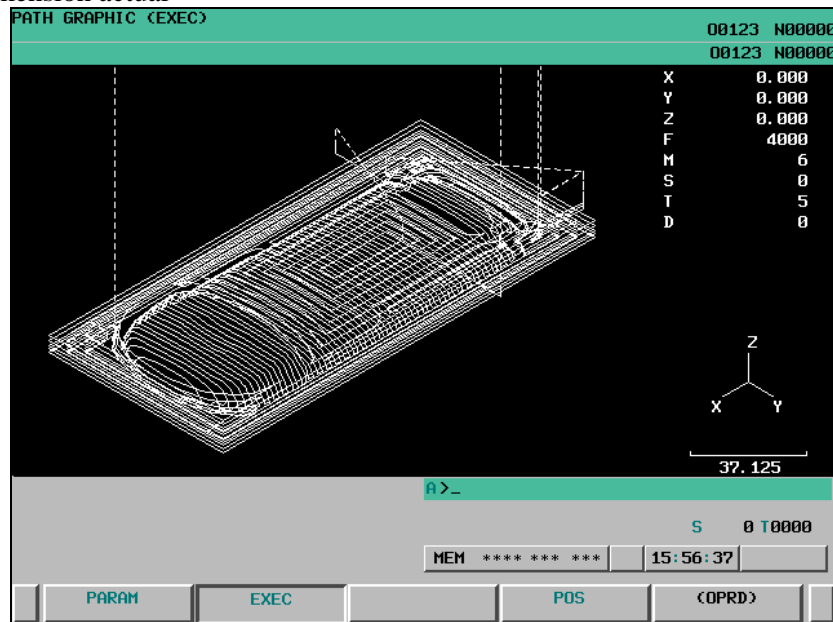 PATH GRAPHIC (EXEC)
O0123 N00000
O0123 N00000
X 0.000
Y 0.000
Z 0.000
F 4000
M 6
S 0
T 5
D 0
Z
X Y
37.125
A>_
S 0 T0000
MEM **** *** ***
15:56:37
PARAM EXEC POS (OPRD)